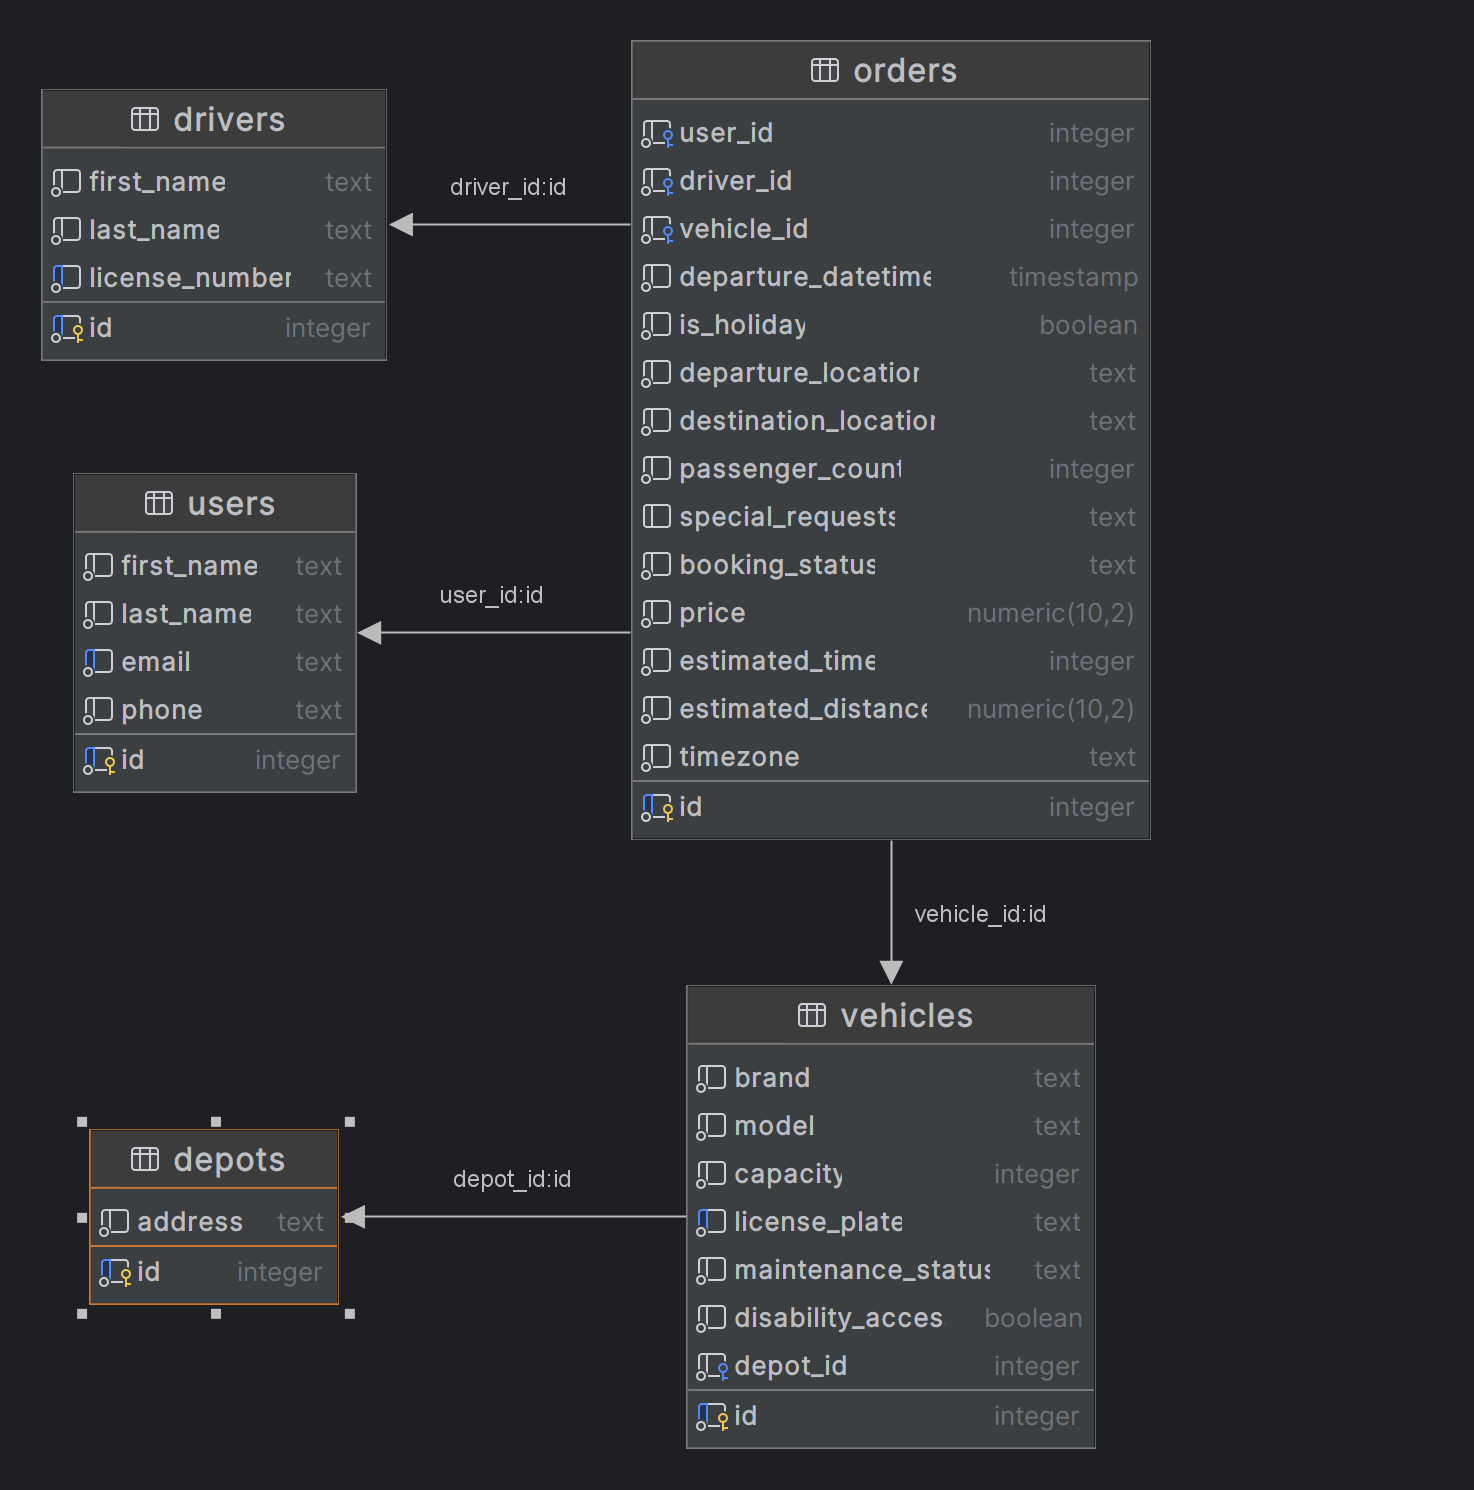 drivers
first_name text
last_name text
license_number text
id integer
driver_id:id
orders
user_id integer
driver_id integer
vehicle_id integer
departure_datetime timestamp
is_holiday boolean
departure_location text
destination_location text
passenger_count integer
special_requests text
booking_status text
price numeric(10,2)
estimated_time integer
estimated_distance numeric(10,2)
timezone text
id integer
users
first_name text
last_name text
email text
phone text
id integer
user_id:id
vehicle_id:id
vehicles
brand text
model text
capacity integer
license_plate text
maintenance_status text
disability_acces boolean
depot_id integer
id integer
depots
address text
id integer
depot_id:id